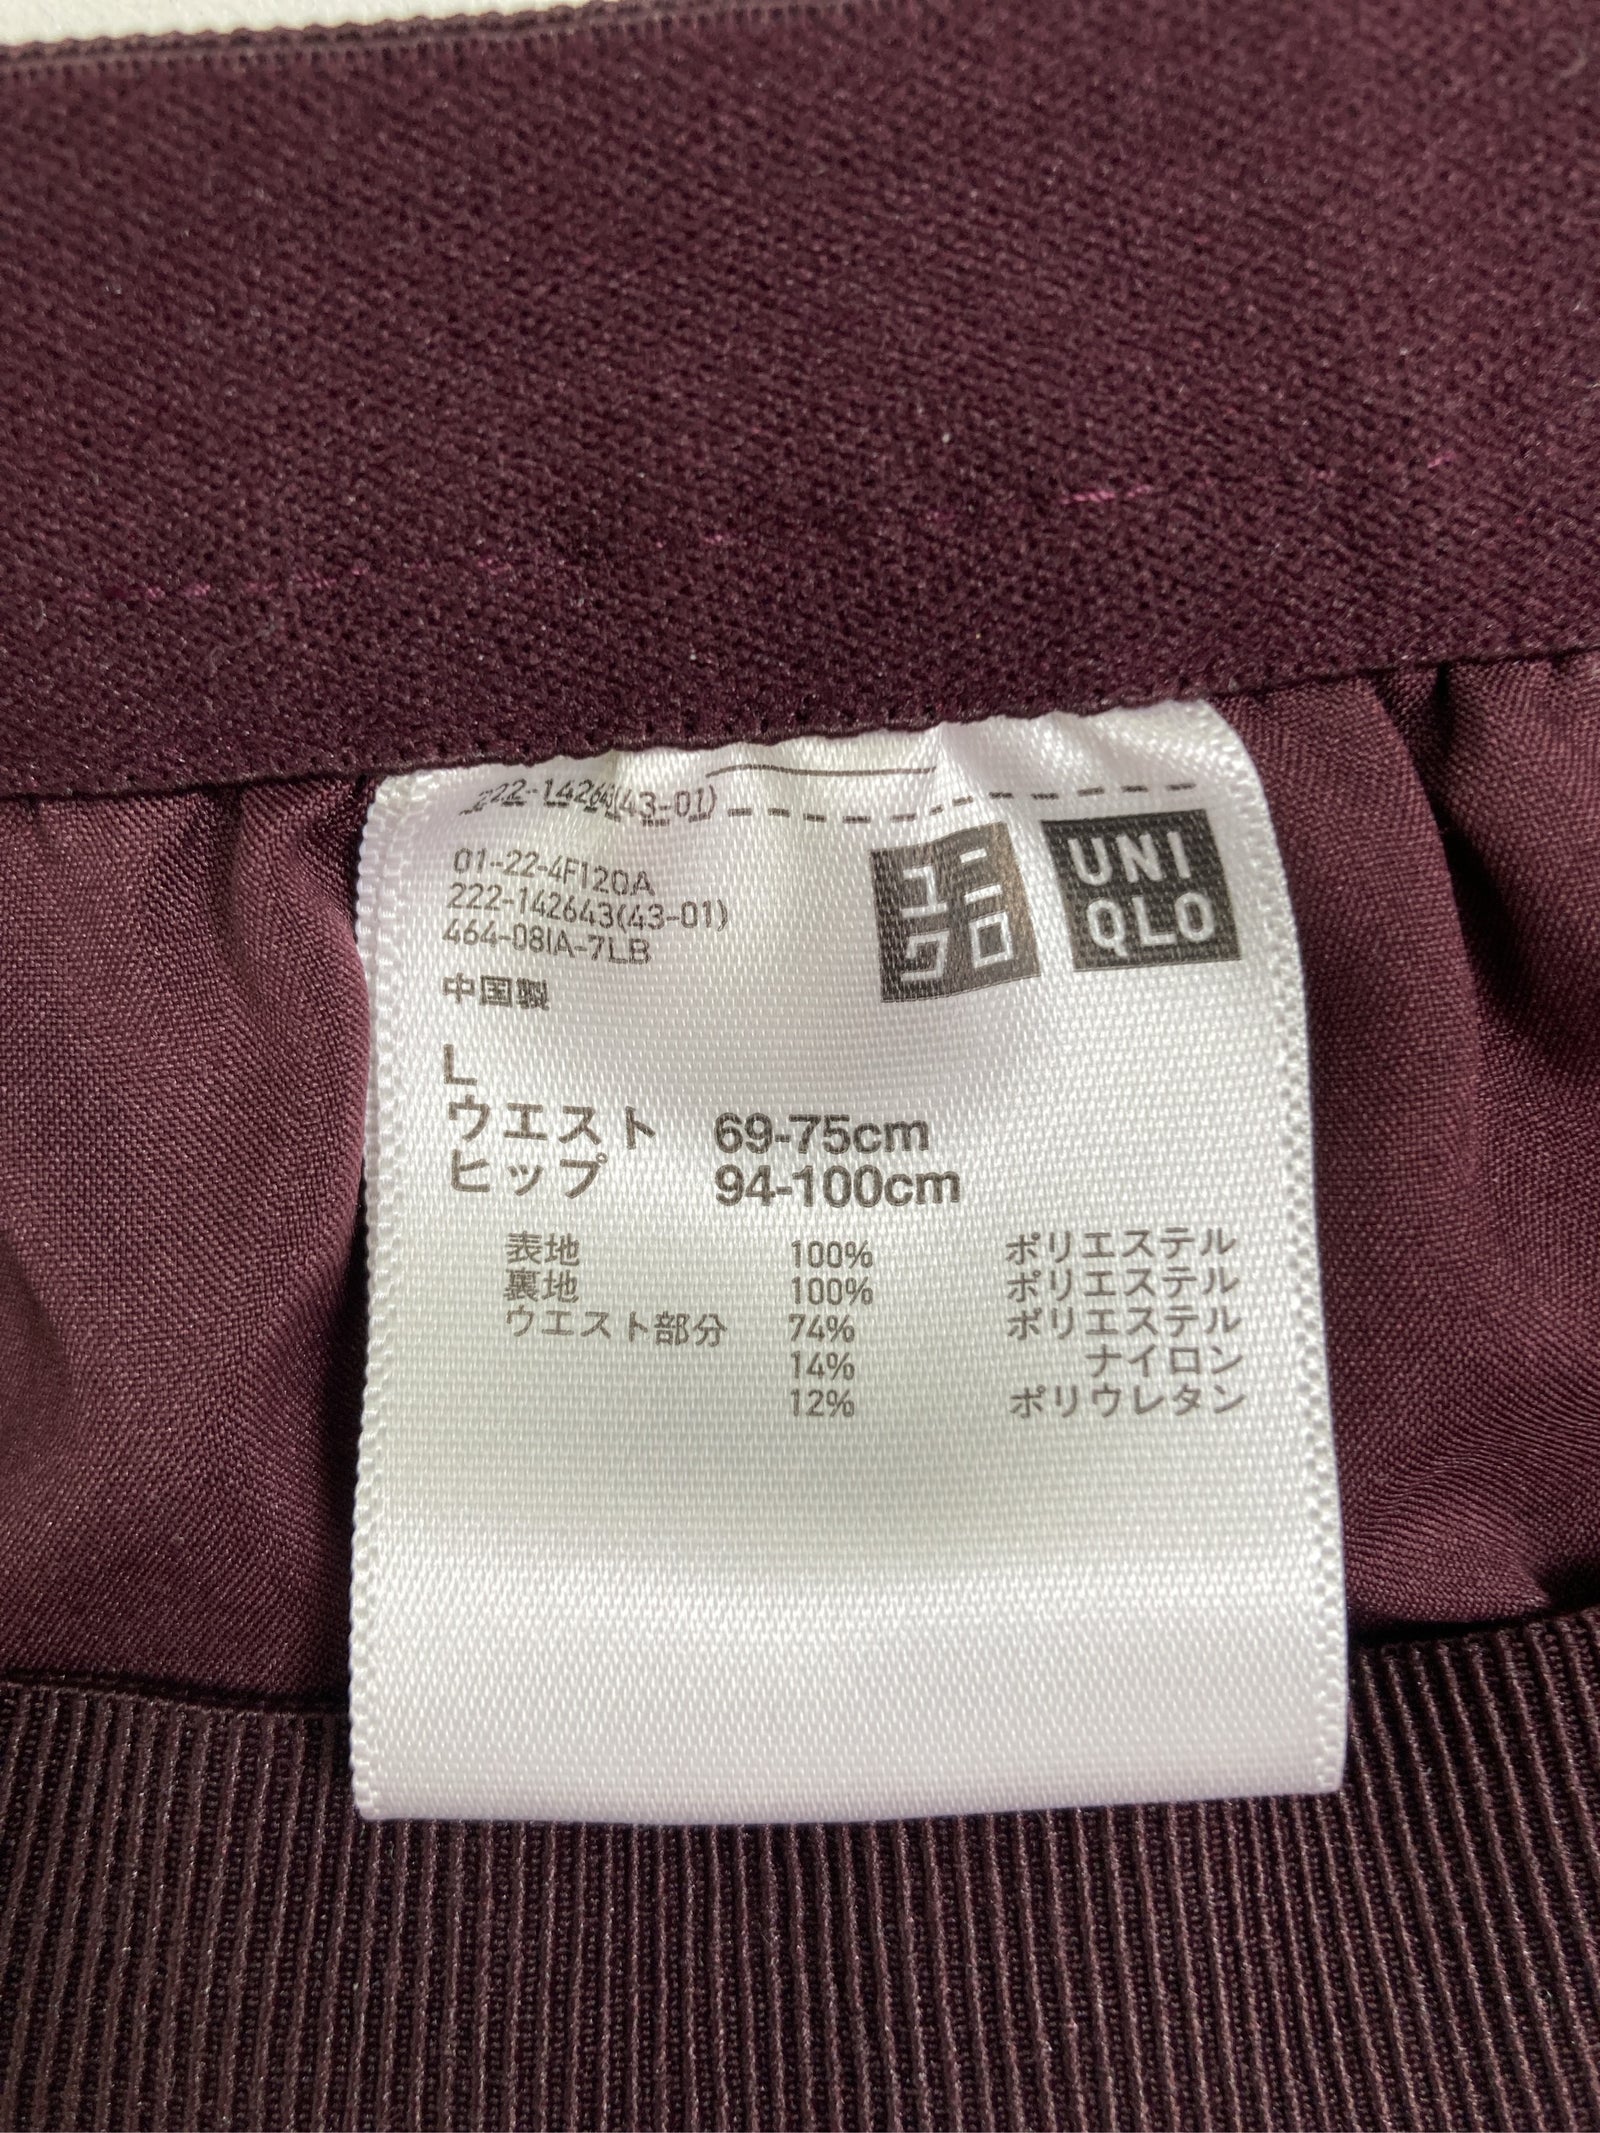 222-142643(43-01)
01-22-4F120A
222-142643(43-01)
464-08IA-7LB
中国製
ユニ
クロ
UNI
QLO
L
ウエスト 69-75cm
ヒップ 94-100cm
表地 100% ポリエステル
裏地 100% ポリエステル
ウエスト部分 74% ポリエステル
14% ナイロン
12% ポリウレタン